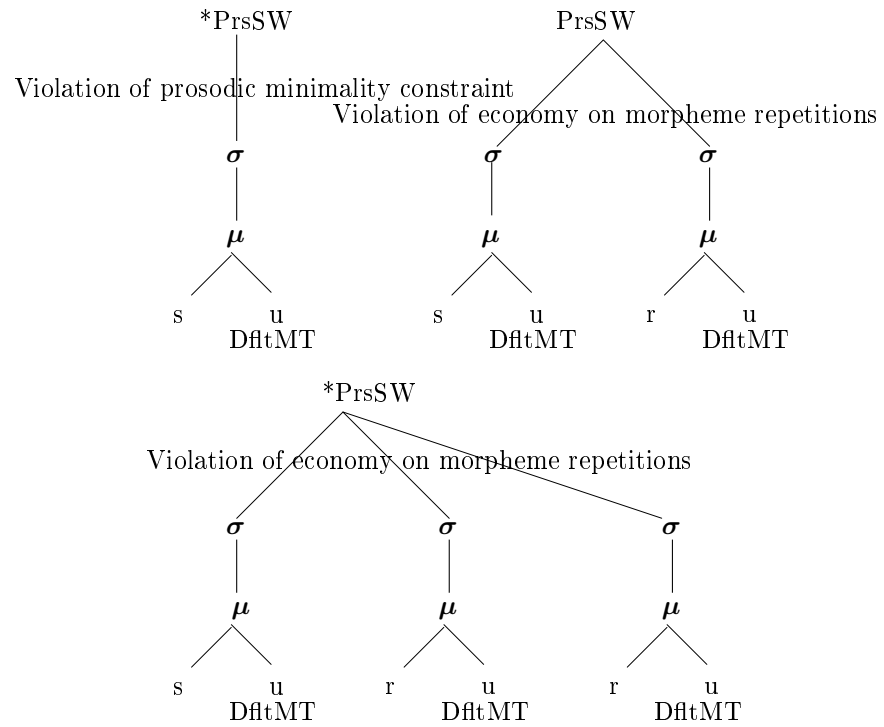 *PrsSW PrsSW
Violation of prosodic minimality constraint
Violation of economy on morpheme repetitions
σ σ σ
μ μ μ
s u s u r u
DfltMT DfltMT DfltMT
*PrsSW
Violation of economy on morpheme repetitions
σ σ σ
μ μ μ
s u r u r u
DfltMT DfltMT DfltMT